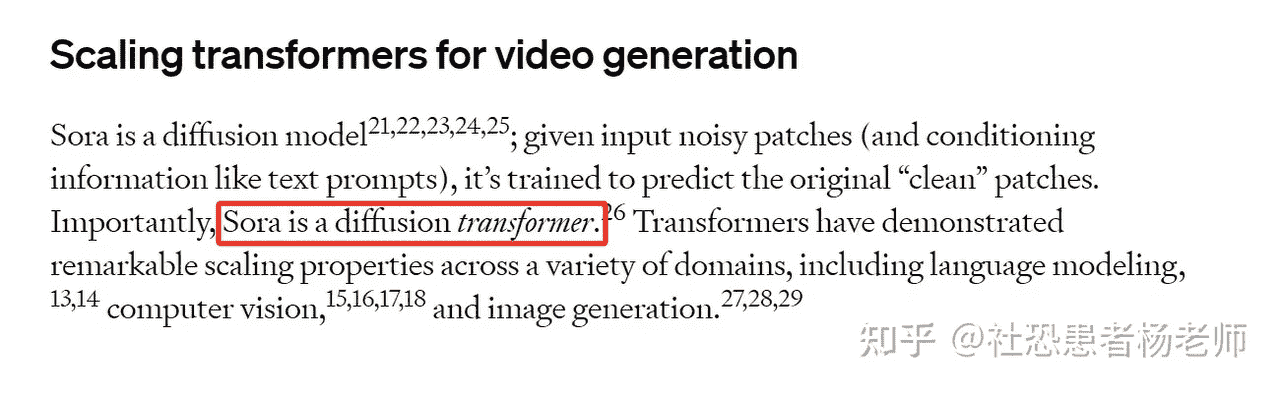 Scaling transformers for video generation
Sora is a diffusion model21,22,23,24,25; given input noisy patches (and conditioning
information like text prompts), it’s trained to predict the original “clean” patches.
Importantly, Sora is a diffusion transformer.26 Transformers have demonstrated
remarkable scaling properties across a variety of domains, including language modeling,
13,14 computer vision,15,16,17,18 and image generation.27,28,29
知乎 @社恐患者杨老师